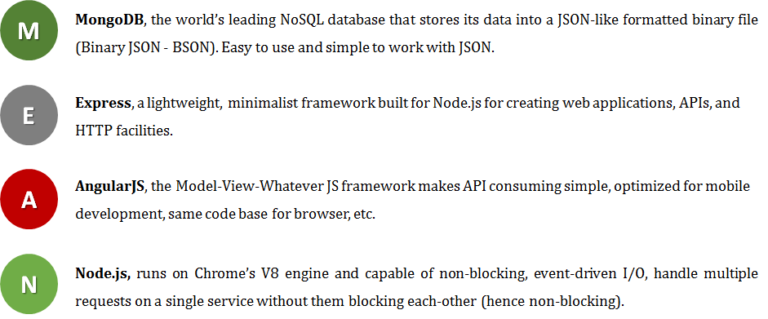 M
MongoDB, the world's leading NoSQL database that stores its data into a JSON-like formatted binary file
(Binary JSON - BSON). Easy to use and simple to work with JSON.
E
Express, a lightweight, minimalist framework built for Node.js for creating web applications, APIs, and
HTTP facilities.
A
AngularJS, the Model-View-Whatever JS framework makes API consuming simple, optimized for mobile
development, same code base for browser, etc.
N
Node.js, runs on Chrome's V8 engine and capable of non-blocking, event-driven I/O, handle multiple
requests on a single service without them blocking each-other (hence non-blocking).